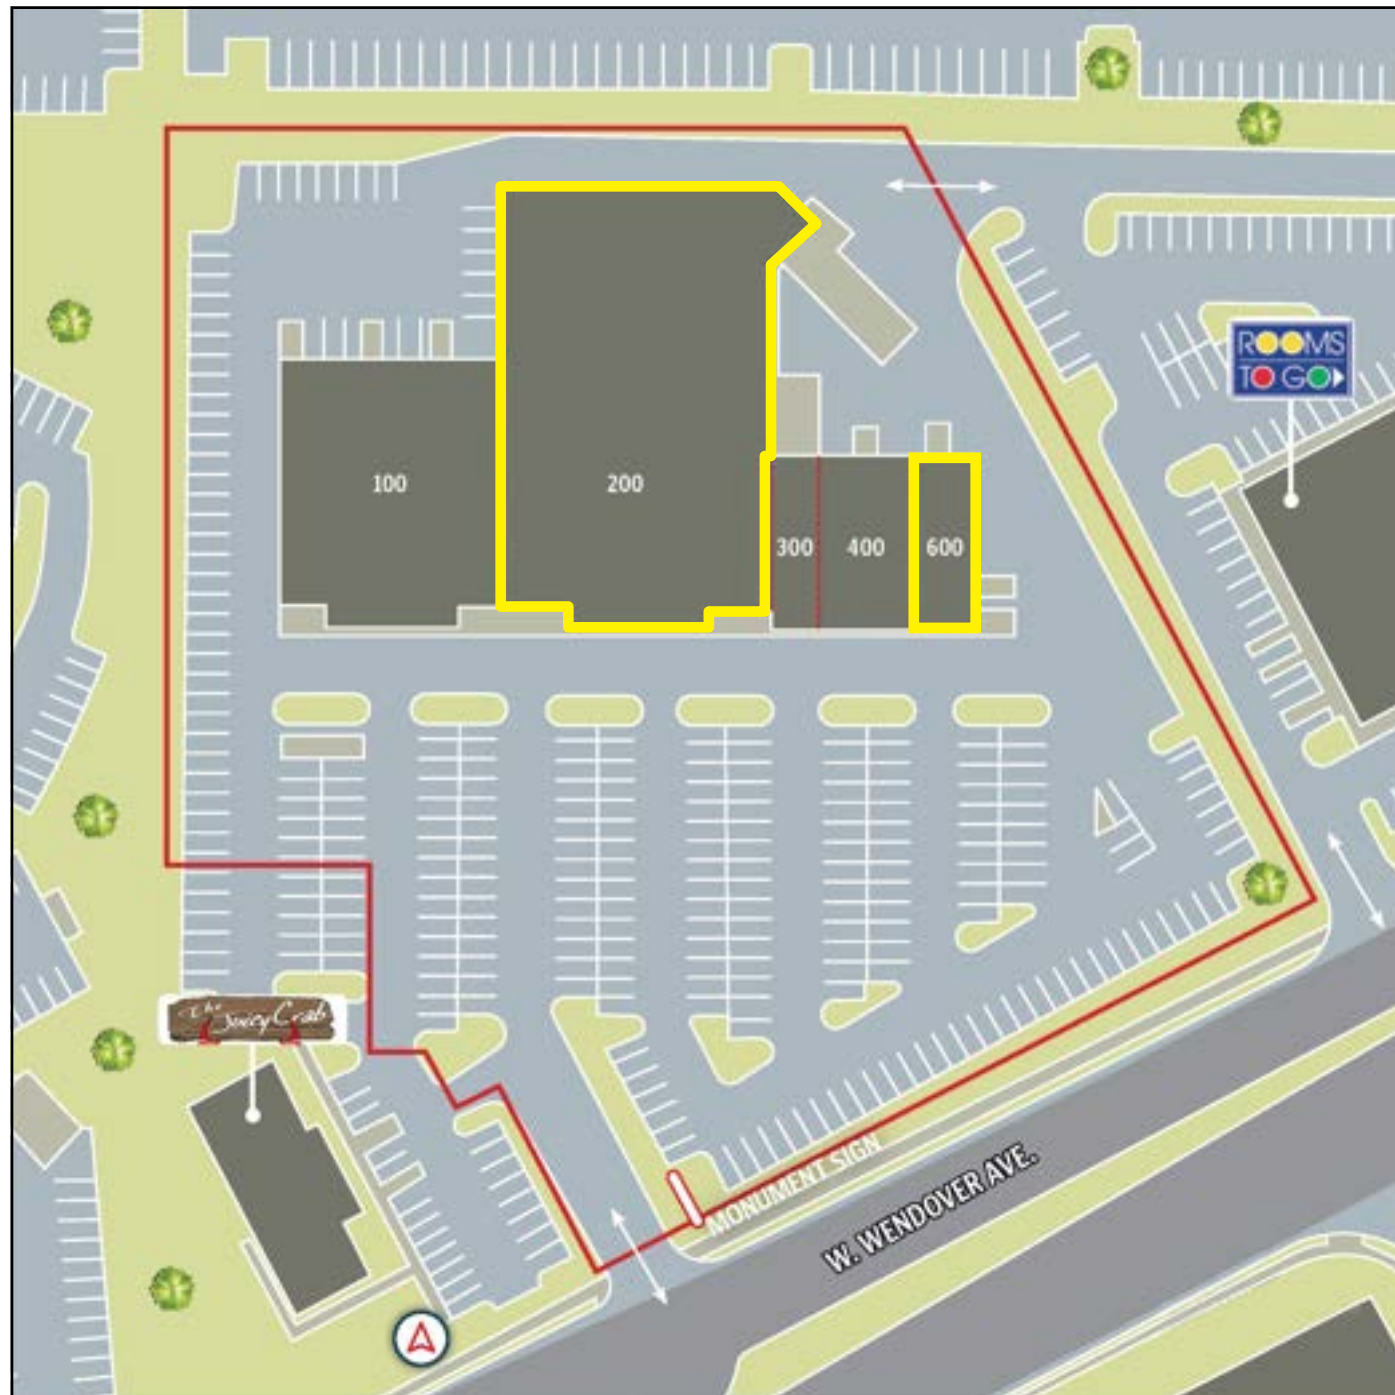 ROOMS
TO GO
100
200
300
400
600
The
Juicy Crab
MONUMENT SIGN
W. WENDOVER AVE.